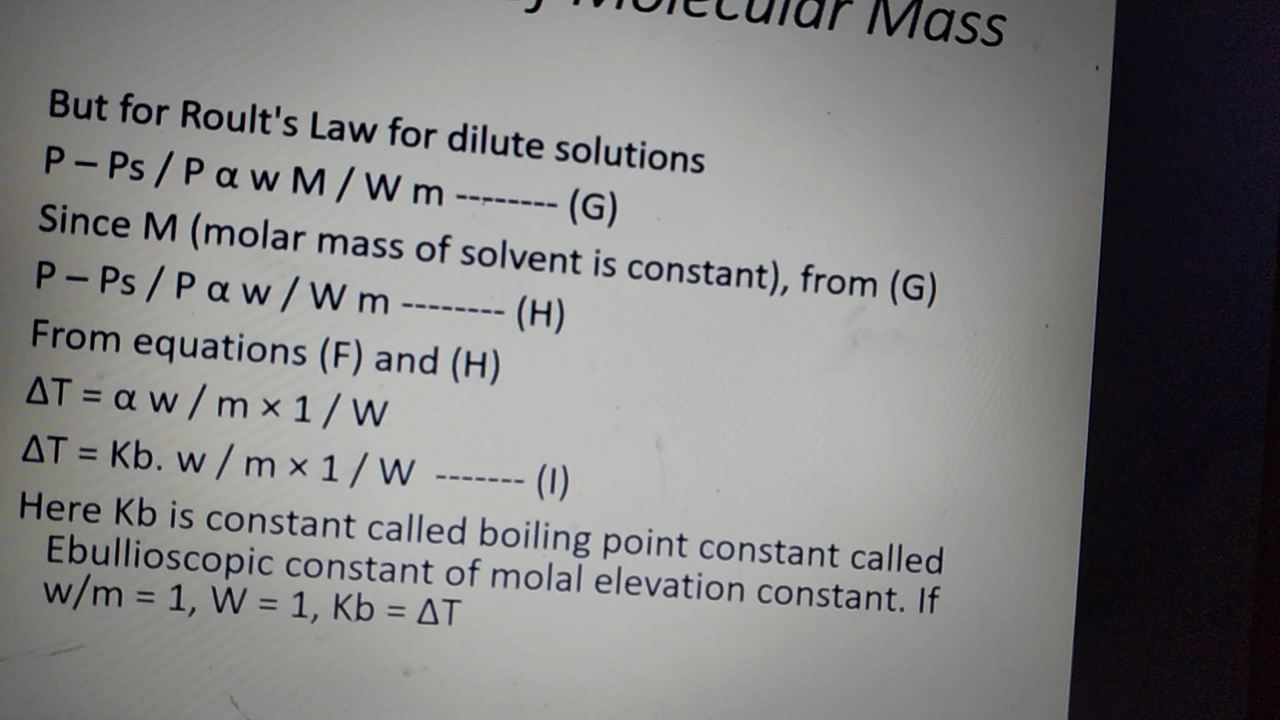 Molecular Mass
But for Roult's Law for dilute solutions
P – Ps / P α w M / W m -------- (G)
Since M (molar mass of solvent is constant), from (G)
P – Ps / P α w / W m -------- (H)
From equations (F) and (H)
ΔT = α w / m × 1 / W
ΔT = Kb. w / m × 1 / W ------- (I)
Here Kb is constant called boiling point constant called
Ebullioscopic constant of molal elevation constant. If
w/m = 1, W = 1, Kb = ΔT